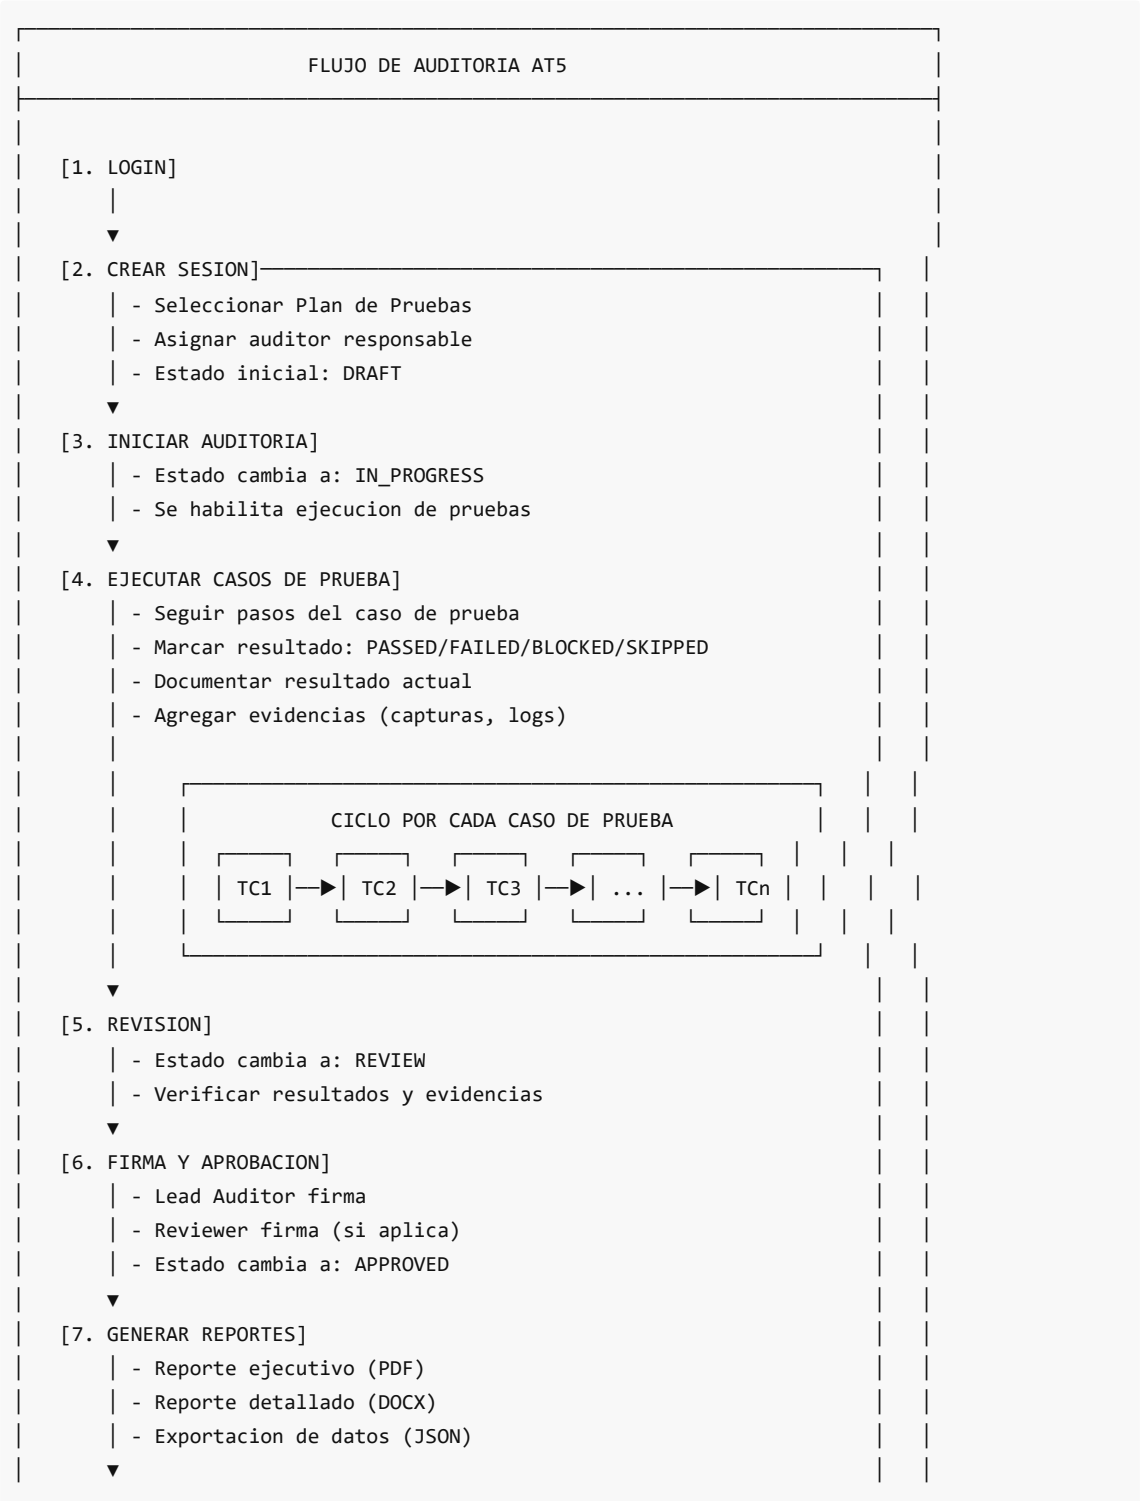 FLUJO DE AUDITORIA AT5
[1. LOGIN]
[2. CREAR SESION]
- Seleccionar Plan de Pruebas
- Asignar auditor responsable
- Estado inicial: DRAFT
[3. INICIAR AUDITORIA]
- Estado cambia a: IN_PROGRESS
- Se habilita ejecucion de pruebas
[4. EJECUTAR CASOS DE PRUEBA]
- Seguir pasos del caso de prueba
- Marcar resultado: PASSED/FAILED/BLOCKED/SKIPPED
- Documentar resultado actual
- Agregar evidencias (capturas, logs)
CICLO POR CADA CASO DE PRUEBA
TC1 TC2 TC3 ... TCn
[5. REVISION]
- Estado cambia a: REVIEW
- Verificar resultados y evidencias
[6. FIRMA Y APROBACION]
- Lead Auditor firma
- Reviewer firma (si aplica)
- Estado cambia a: APPROVED
[7. GENERAR REPORTES]
- Reporte ejecutivo (PDF)
- Reporte detallado (DOCX)
- Exportacion de datos (JSON)